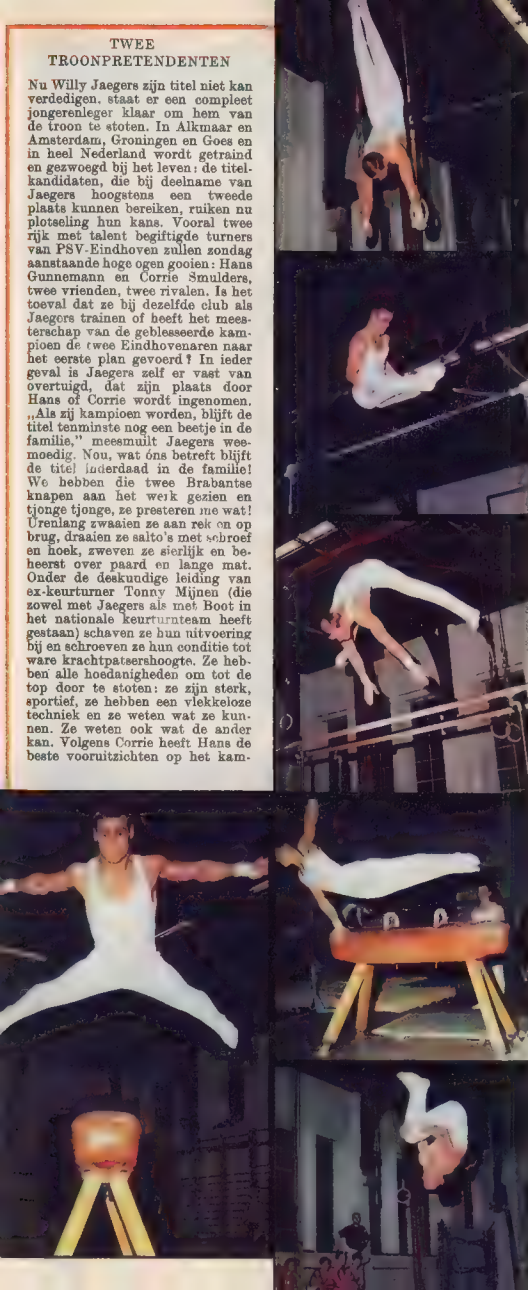 TWEE
TROONPRETENDENTEN
Nu Willy Jaegers zijn titel niet kan
verdedigen, staat er een compleet
jongerenleger klaar om hem van
de troon te stoten. In Alkmaar en
Amsterdam, Groningen en Goes en
in heel Nederland wordt getraind
en gezwoegd bij het leven: de titel-
kandidaten, die bij deelname van
Jaegers hoogstens een tweede
plaats kunnen bereiken, ruiken nu
plotseling hun kans. Vooral twee
rijk met talent begiftigde turners
van PSV-Eindhoven zullen zondag
aanstaande hoge ogen gooien: Hans
Gunnemann en Corrie Smulders,
twee vrienden, twee rivalen. Is het
toeval dat ze bij dezelfde club als
Jaegers trainen of heeft het mees-
terschap van de geblesseerde kam-
pioen de twee Eindhovenaren naar
het eerste plan gevoerd? In ieder
geval is Jaegers zelf er vast van
overtuigd, dat zijn plaats door
Hans of Corrie wordt ingenomen.
„Als zij kampioen worden, blijft de
titel tenminste nog een beetje in de
familie,” meesmuilt Jaegers wee-
moedig. Nou, wat óns betreft blijft
de titel inderdaad in de familie!
We hebben die twee Brabantse
knapen aan het werk gezien en
tjonge tjonge, ze presteren me wat!
Urenlang zwaaien ze aan rek en op
brug, draaien ze salto's met schroef
en hoek, zweven ze sierlijk en be-
heerst over paard en lange mat.
Onder de deskundige leiding van
ex-keurturner Tonny Mijnen (die
zowel met Jaegers als met Boot in
het nationale keurturnteam heeft
gestaan) schaven ze hun uitvoering
bij en schroeven ze hun conditie tot
ware krachtpatsershoogte. Ze heb-
ben alle hoedanigheden om tot de
top door te stoten: ze zijn sterk,
sportief, ze hebben een vlekkeloze
techniek en ze weten wat ze kun-
nen. Ze weten ook wat de ander
kan. Volgens Corrie heeft Hans de
beste vooruitzichten op het kam-